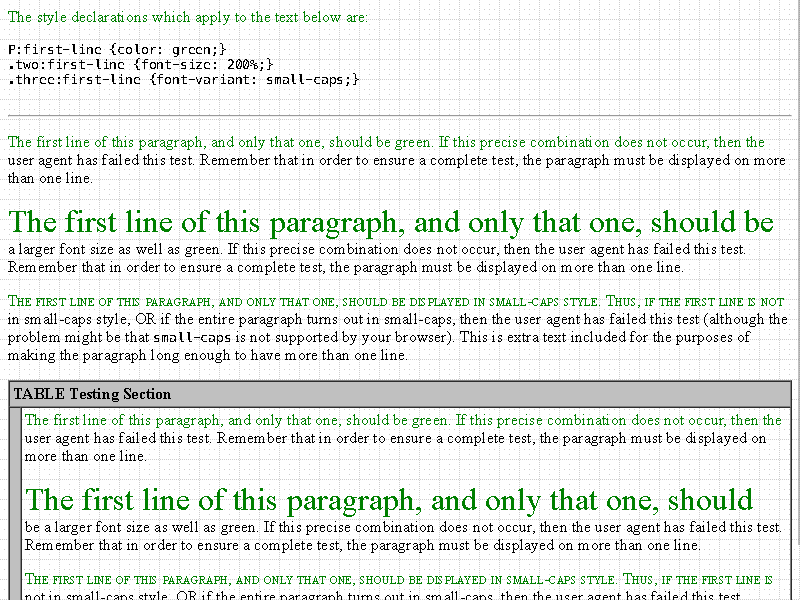 The style declarations which apply to the text below are:
P:first-line {color: green;}
.two:first-line {font-size: 200%;}
.three:first-line {font-variant: small-caps;}
The first line of this paragraph, and only that one, should be green. If this precise combination does not occur, then the
user agent has failed this test. Remember that in order to ensure a complete test, the paragraph must be displayed on more
than one line.
The first line of this paragraph, and only that one, should be
a larger font size as well as green. If this precise combination does not occur, then the user agent has failed this test.
Remember that in order to ensure a complete test, the paragraph must be displayed on more than one line.
The first line of this paragraph, and only that one, should be displayed in small-caps style. Thus, if the first line is not
in small-caps style, OR if the entire paragraph turns out in small-caps, then the user agent has failed this test (although the
problem might be that small-caps is not supported by your browser). This is extra text included for the purposes of
making the paragraph long enough to have more than one line.
TABLE Testing Section
The first line of this paragraph, and only that one, should be green. If this precise combination does not occur, then the
user agent has failed this test. Remember that in order to ensure a complete test, the paragraph must be displayed on
more than one line.
The first line of this paragraph, and only that one, should
be a larger font size as well as green. If this precise combination does not occur, then the user agent has failed this test.
Remember that in order to ensure a complete test, the paragraph must be displayed on more than one line.
The first line of this paragraph, and only that one, should be displayed in small-caps style. Thus, if the first line is
not in small-caps style, OR if the entire paragraph turns out in small-caps, then the user agent has failed this test